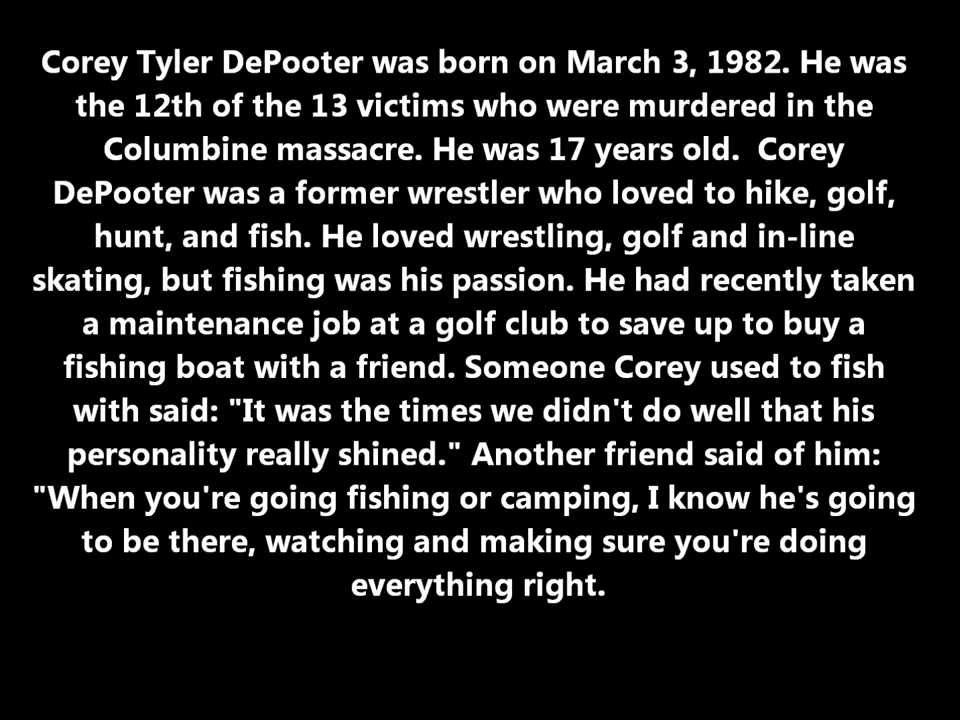 Corey Tyler DePooter was born on March 3, 1982. He was
the 12th of the 13 victims who were murdered in the
Columbine massacre. He was 17 years old.  Corey
DePooter was a former wrestler who loved to hike, golf,
hunt, and fish. He loved wrestling, golf and in-line
skating, but fishing was his passion. He had recently taken
a maintenance job at a golf club to save up to buy a
fishing boat with a friend. Someone Corey used to fish
with said: "It was the times we didn't do well that his
personality really shined." Another friend said of him:
"When you're going fishing or camping, I know he's going
to be there, watching and making sure you're doing
everything right.